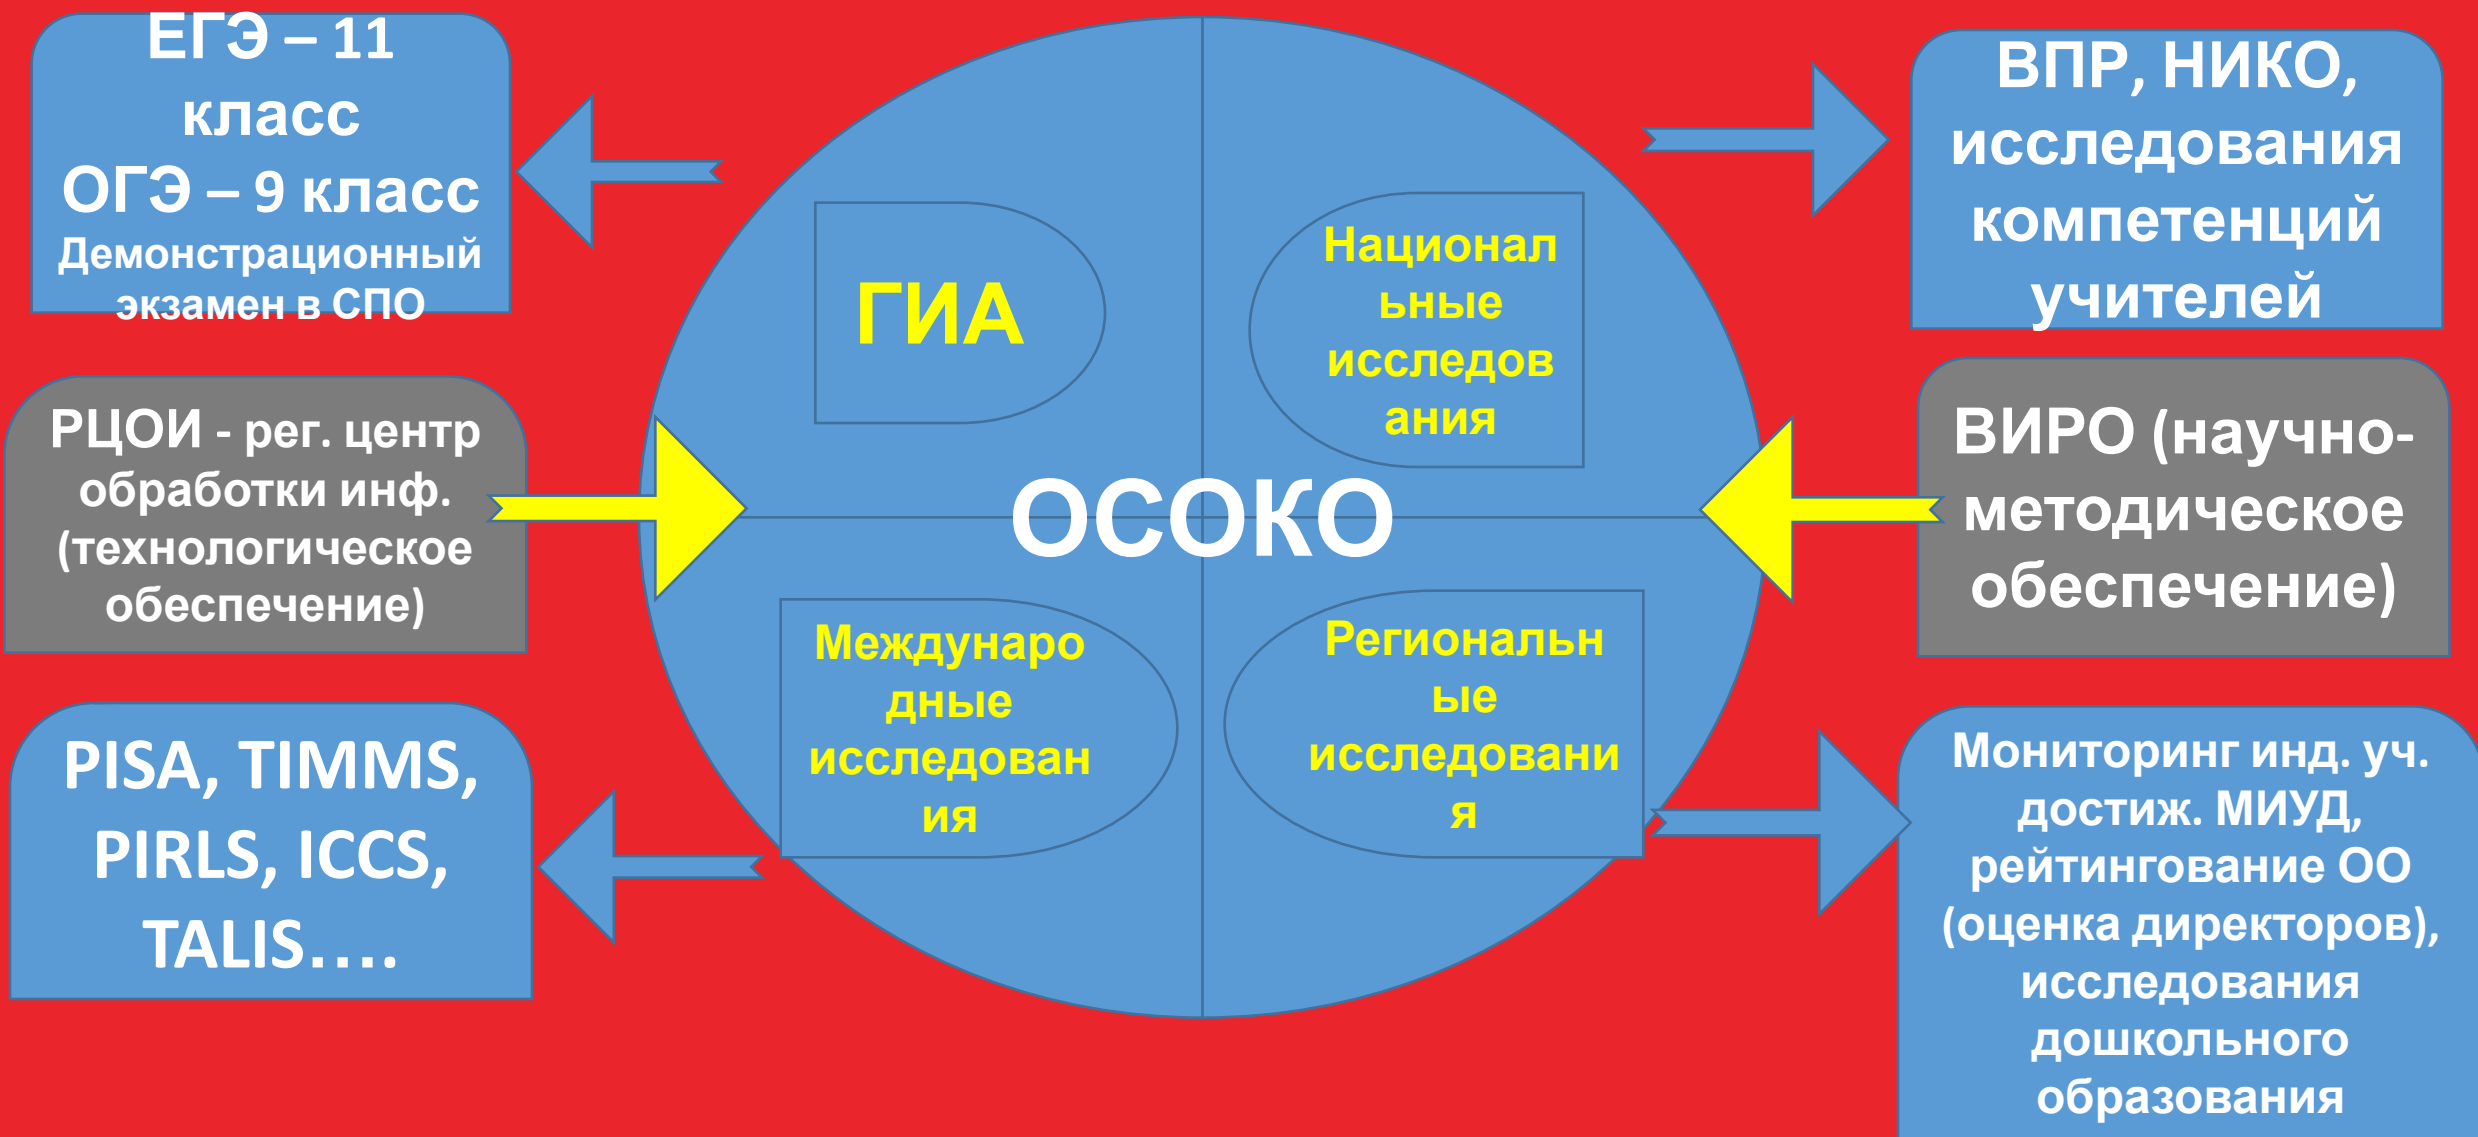 ЕГЭ – 11
класс
ОГЭ – 9 класс
Демонстрационный
экзамен в СПО
ВПР, НИКО,
исследования
компетенций
учителей
ГИА
Национал
ьные
исследов
ания
РЦОИ - рег. центр
обработки инф.
(технологическое
обеспечение)
ОСОКО
ВИРО (научно-
методическое
обеспечение)
Междунаро
дные
исследован
ия
Региональн
ые
исследовани
я
PISA, TIMMS,
PIRLS, ICCS,
TALIS....
Мониторинг инд. уч.
достиж. МИУД,
рейтингование ОО
(оценка директоров),
исследования
дошкольного
образования